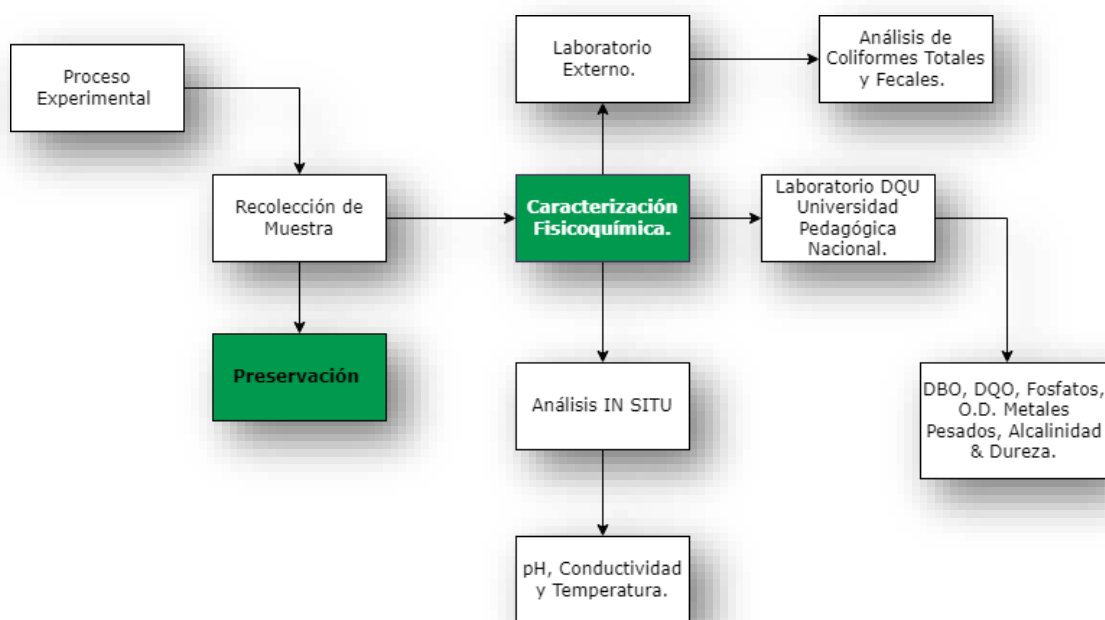 Proceso
Experimental
Recolección de
Muestra
Preservación
Laboratorio
Externo.
Análisis de
Coliformes Totales
y Fecales.
Caracterización
Fisicoquímica.
Laboratorio DQU
Universidad
Pedagógica
Nacional.
DBO, DQO, Fosfatos,
O.D. Metales
Pesados, Alcalinidad
& Dureza.
Análisis IN SITU
pH, Conductividad
y Temperatura.